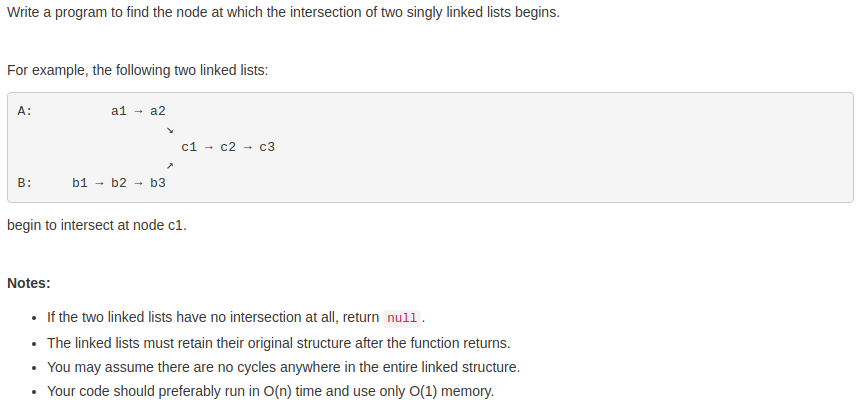 Write a program to find the node at which the intersection of two singly linked lists begins.
For example, the following two linked lists:
A:          a1 → a2
                   ↘
                     c1 → c2 → c3
                   ↗
B:     b1 → b2 → b3
begin to intersect at node c1.
Notes:
• If the two linked lists have no intersection at all, return null.
• The linked lists must retain their original structure after the function returns.
• You may assume there are no cycles anywhere in the entire linked structure.
• Your code should preferably run in O(n) time and use only O(1) memory.